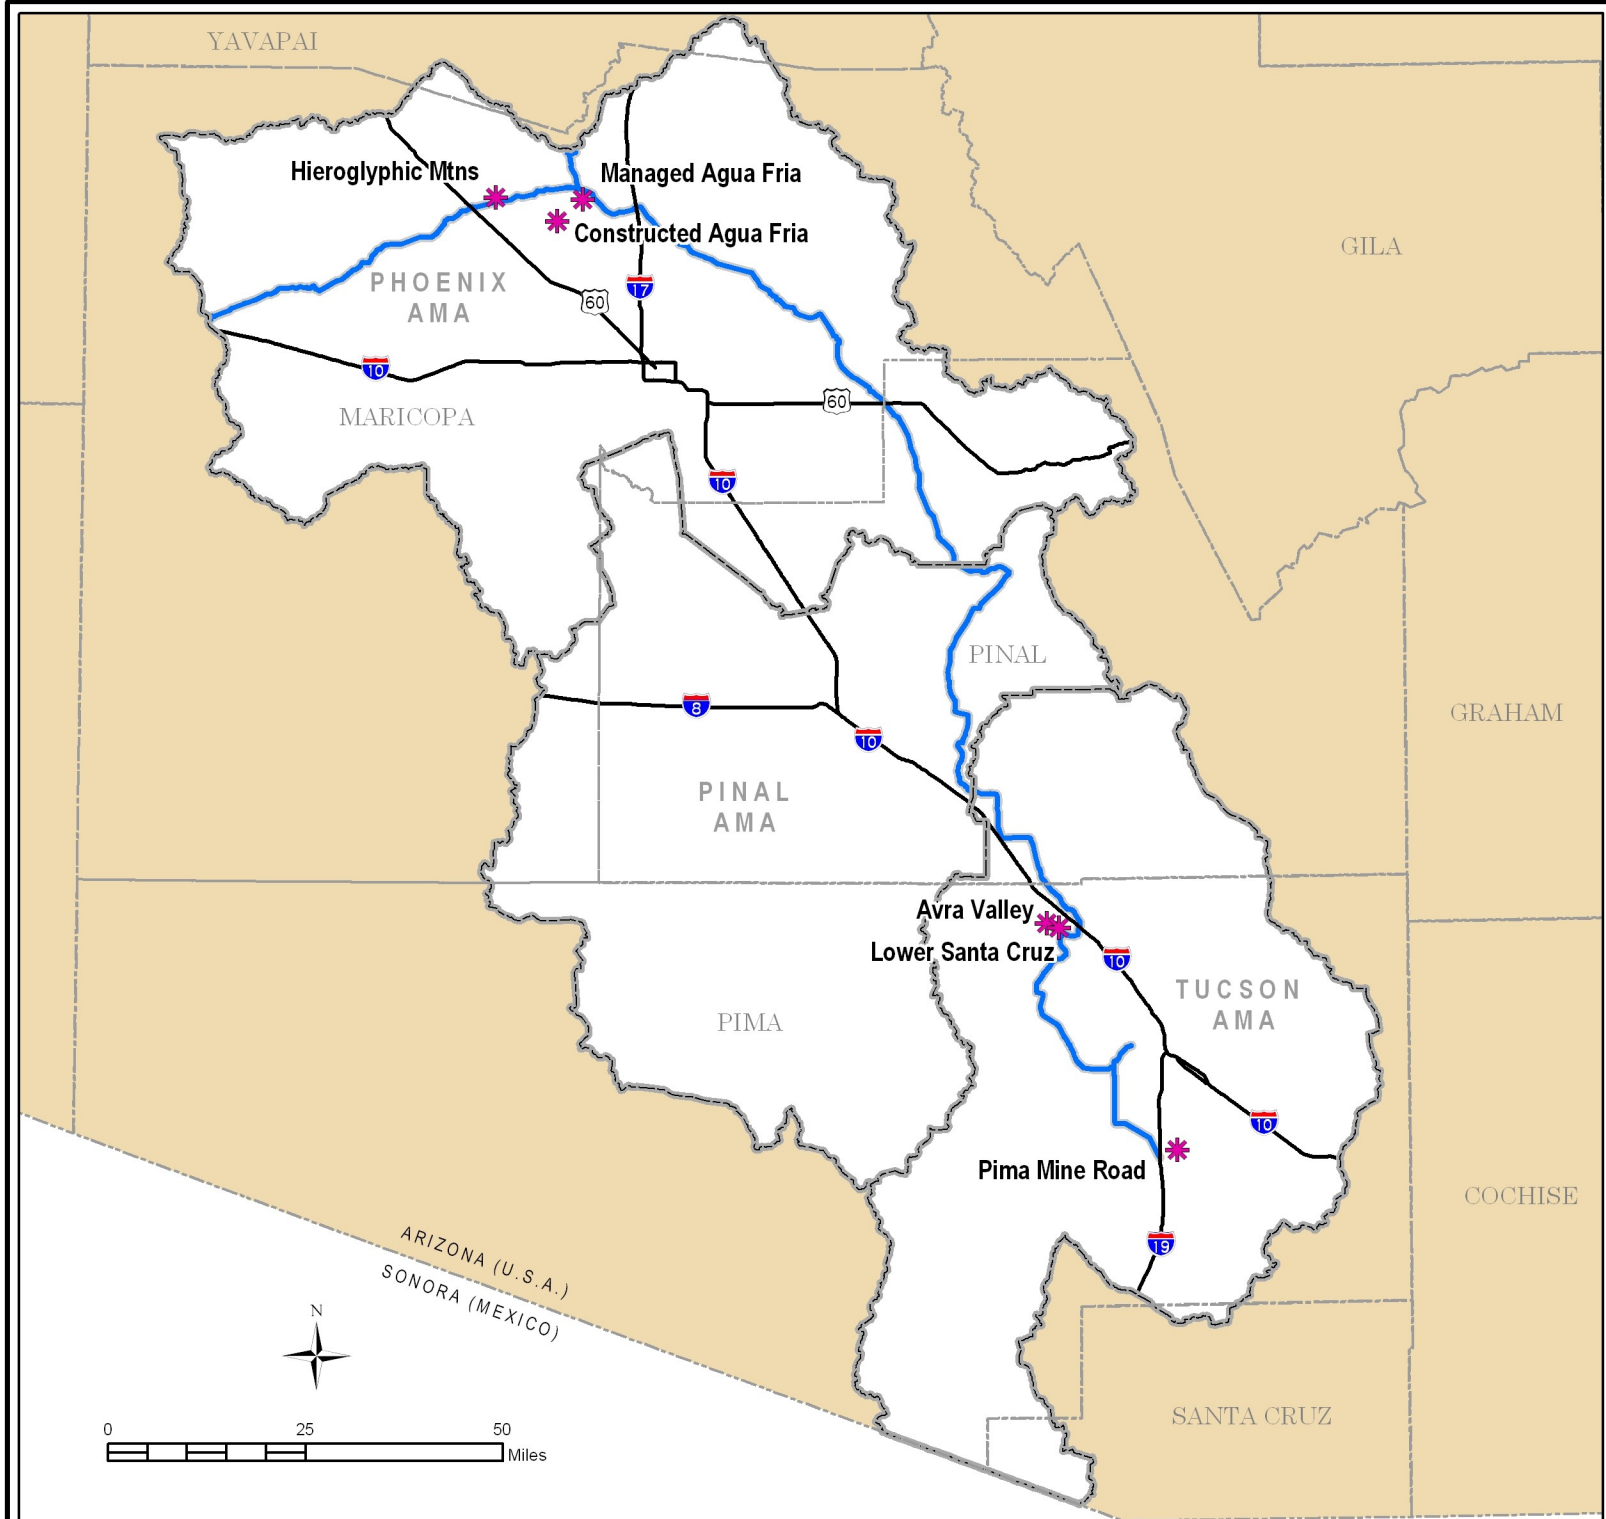 YAVAPAI
Hieroglyphic Mtns
Managed Agua Fria
Constructed Agua Fria
GILA
PHOENIX
AMA
17
60
10
MARICOPA
60
10
PINAL
8
10
GRAHAM
PINAL
AMA
Avra Valley
Lower Santa Cruz
10
TUCSON
AMA
PIMA
10
Pima Mine Road
COCHISE
19
ARIZONA (U.S.A.)
SONORA (MEXICO)
N
SANTA CRUZ
0 25 50
Miles